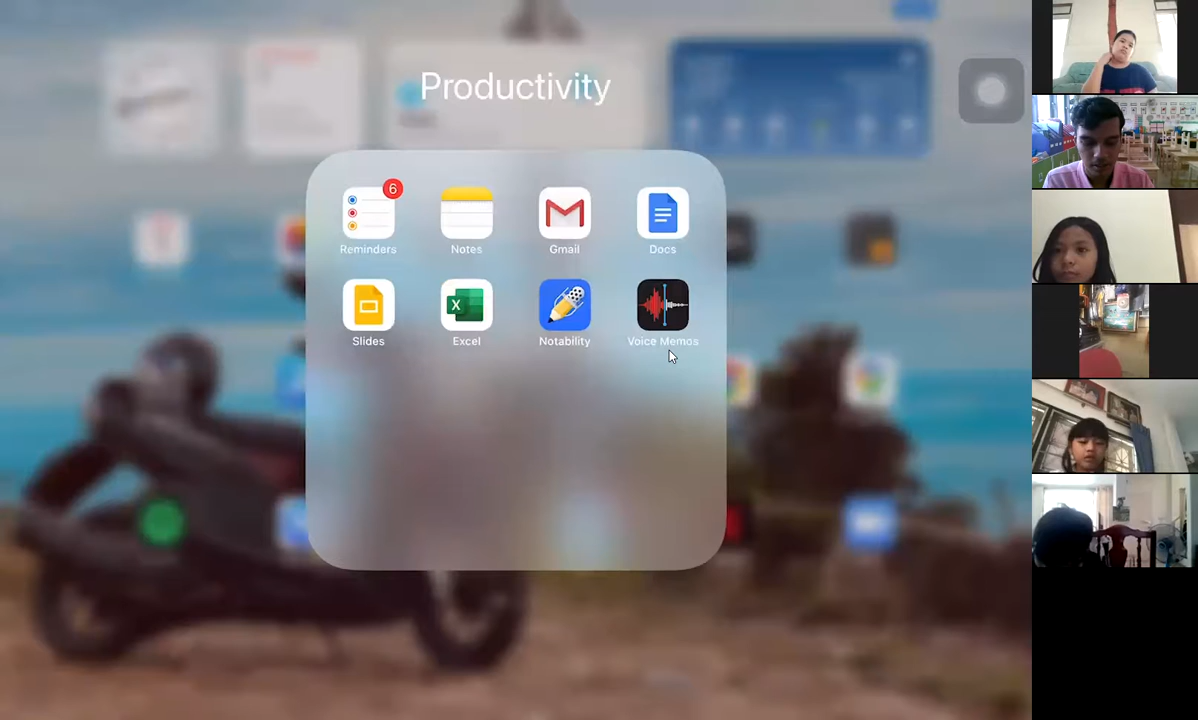 Productivity
6
Reminders
Notes
Gmail
Docs
Slides
Excel
Notability
Voice Memos